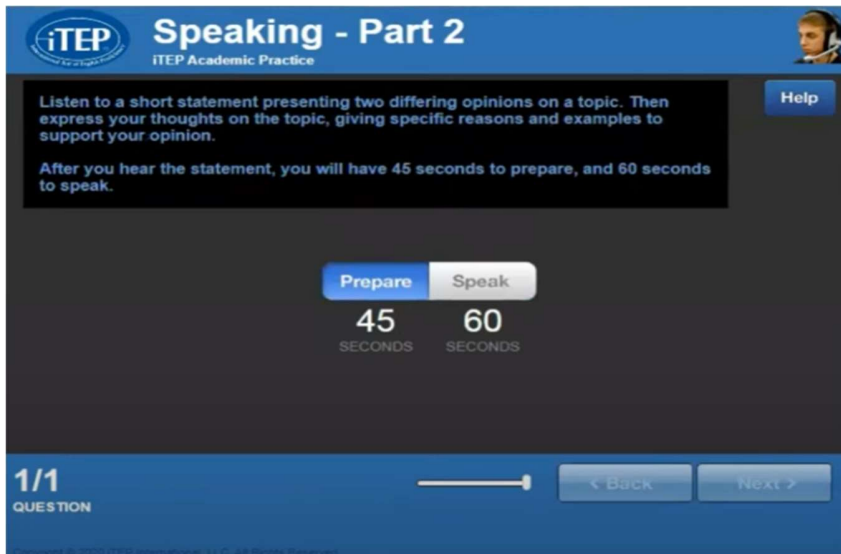 iTEP
Speaking - Part 2
iTEP Academic Practice
Help
Listen to a short statement presenting two differing opinions on a topic. Then
express your thoughts on the topic, giving specific reasons and examples to
support your opinion.
After you hear the statement, you will have 45 seconds to prepare, and 60 seconds
to speak.
Prepare Speak
45 60
SECONDS SECONDS
1/1
QUESTION
< Back Next >